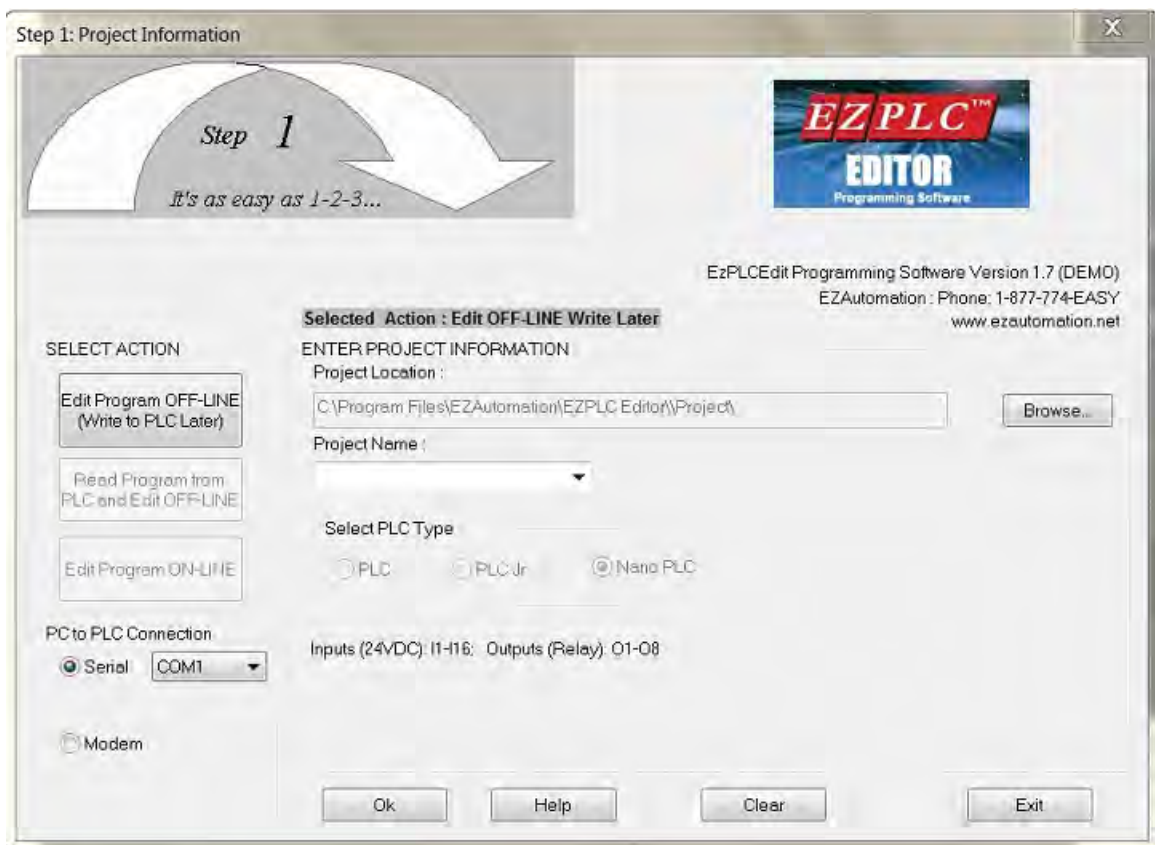 Step 1: Project Information
X
Step 1
It's as easy as 1-2-3...
EZPLC™
EDITOR
Programming Software
EzPLCEdit Programming Software Version 1.7 (DEMO)
EZAutomation : Phone: 1-877-774-EASY
www.ezautomation.net
Selected Action : Edit OFF-LINE Write Later
SELECT ACTION
Edit Program OFF-LINE
(Write to PLC Later)
Read Program from
PLC and Edit OFF-LINE
Edit Program ON-LINE
PC to PLC Connection
Serial COM1
Modem
ENTER PROJECT INFORMATION
Project Location :
C:\Program Files\EZAutomation\EZPLC Editor\\Project\
Browse...
Project Name :
Select PLC Type
PLC PLC Jr Nano PLC
Inputs (24VDC): I1-I16; Outputs (Relay): O1-O8
Ok Help Clear Exit